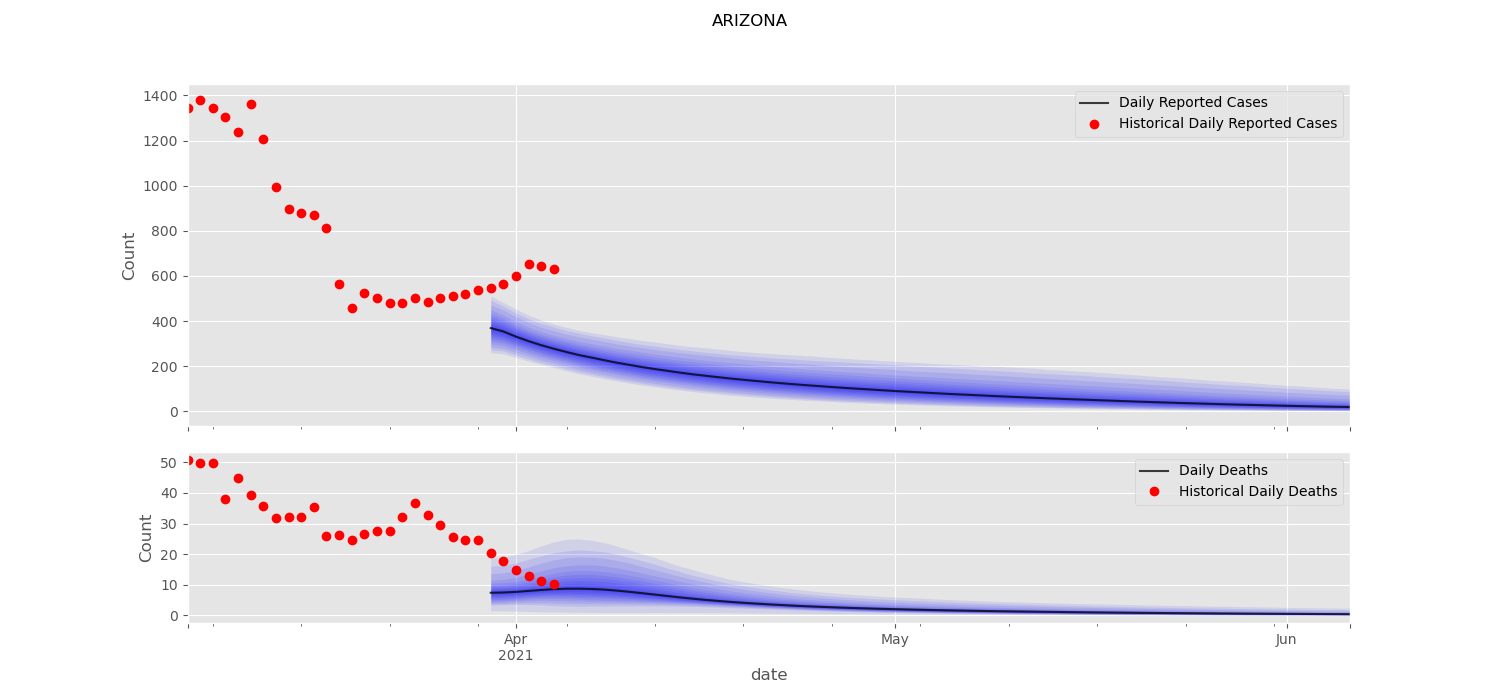 ARIZONA
1400
1200
1000
800
600
400
200
0
Count
Daily Reported Cases
Historical Daily Reported Cases
50
40
30
20
10
0
Count
Daily Deaths
Historical Daily Deaths
Apr
2021
May
Jun
date